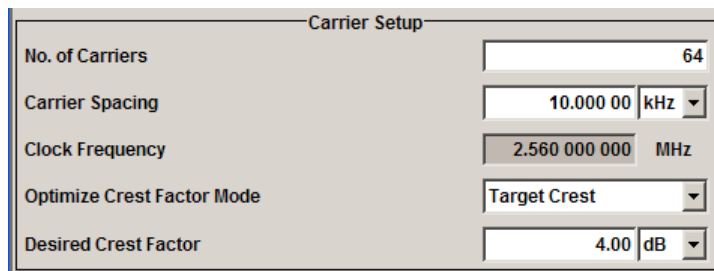 Carrier Setup
No. of Carriers 64
Carrier Spacing 10.000 00 kHz
Clock Frequency 2.560 000 000 MHz
Optimize Crest Factor Mode Target Crest
Desired Crest Factor 4.00 dB